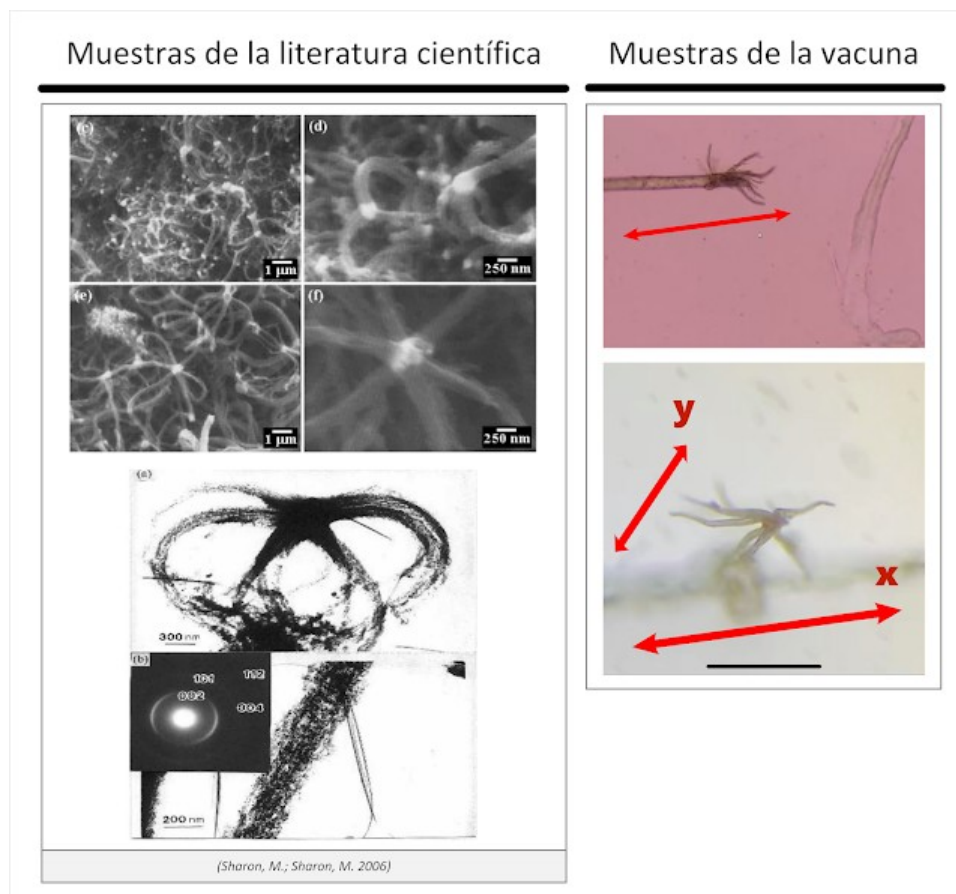 Muestras de la literatura científica
Muestras de la vacuna
(c)
(d)
1 µm
250 nm
(e)
(f)
1 µm
250 nm
(a)
300 nm
(b)
112
101
002
004
200 nm
(Sharon, M.; Sharon, M. 2006)
y
x